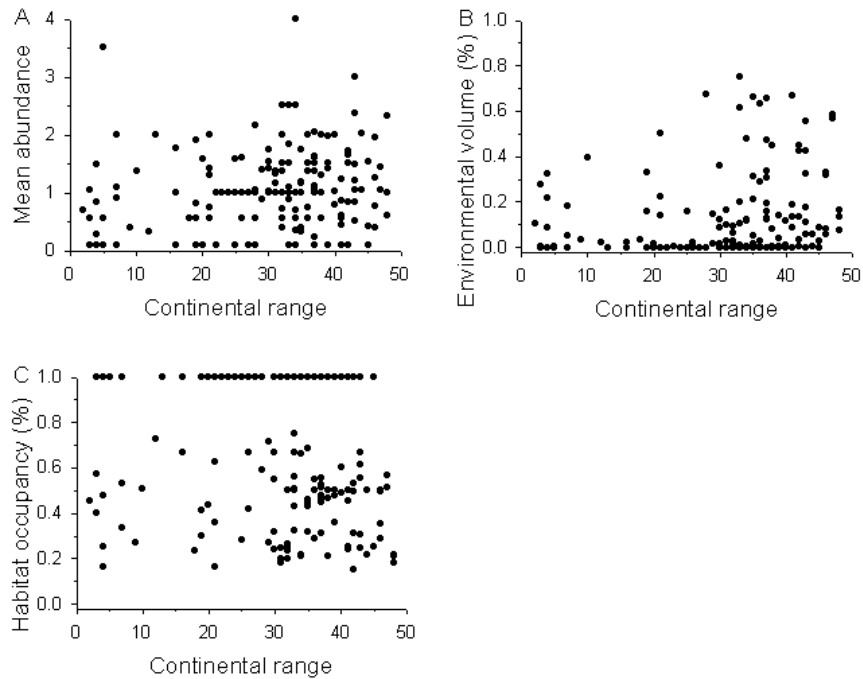 A
Mean abundance
4
3
2
1
0
0 10 20 30 40 50
Continental range
B
Environmental volume (%)
1.0
0.8
0.6
0.4
0.2
0.0
0 10 20 30 40 50
Continental range
C
Habitat occupancy (%)
1.0
0.8
0.6
0.4
0.2
0.0
0 10 20 30 40 50
Continental range